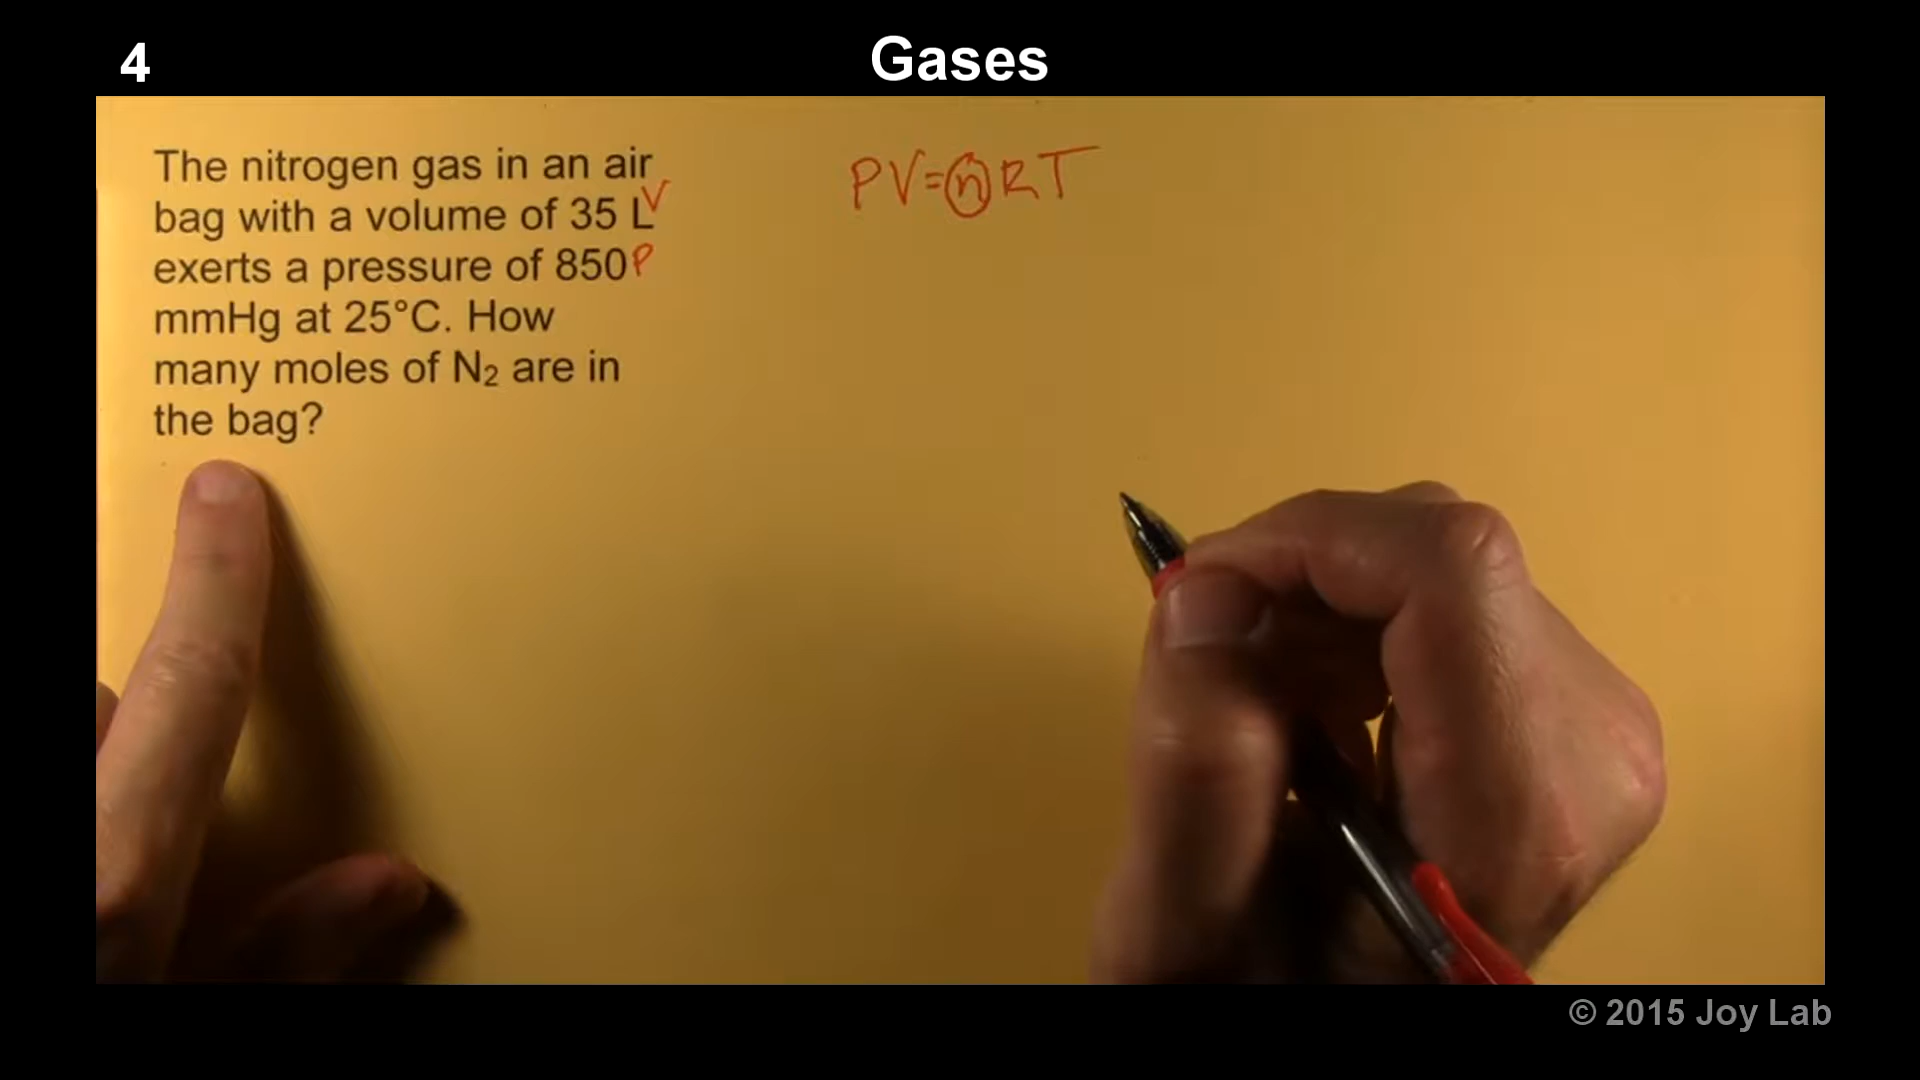 4
Gases
The nitrogen gas in an air
bag with a volume of 35 L V
exerts a pressure of 850 P
mmHg at 25°C. How
many moles of N₂ are in
the bag?
PV=nRT
© 2015 Joy Lab